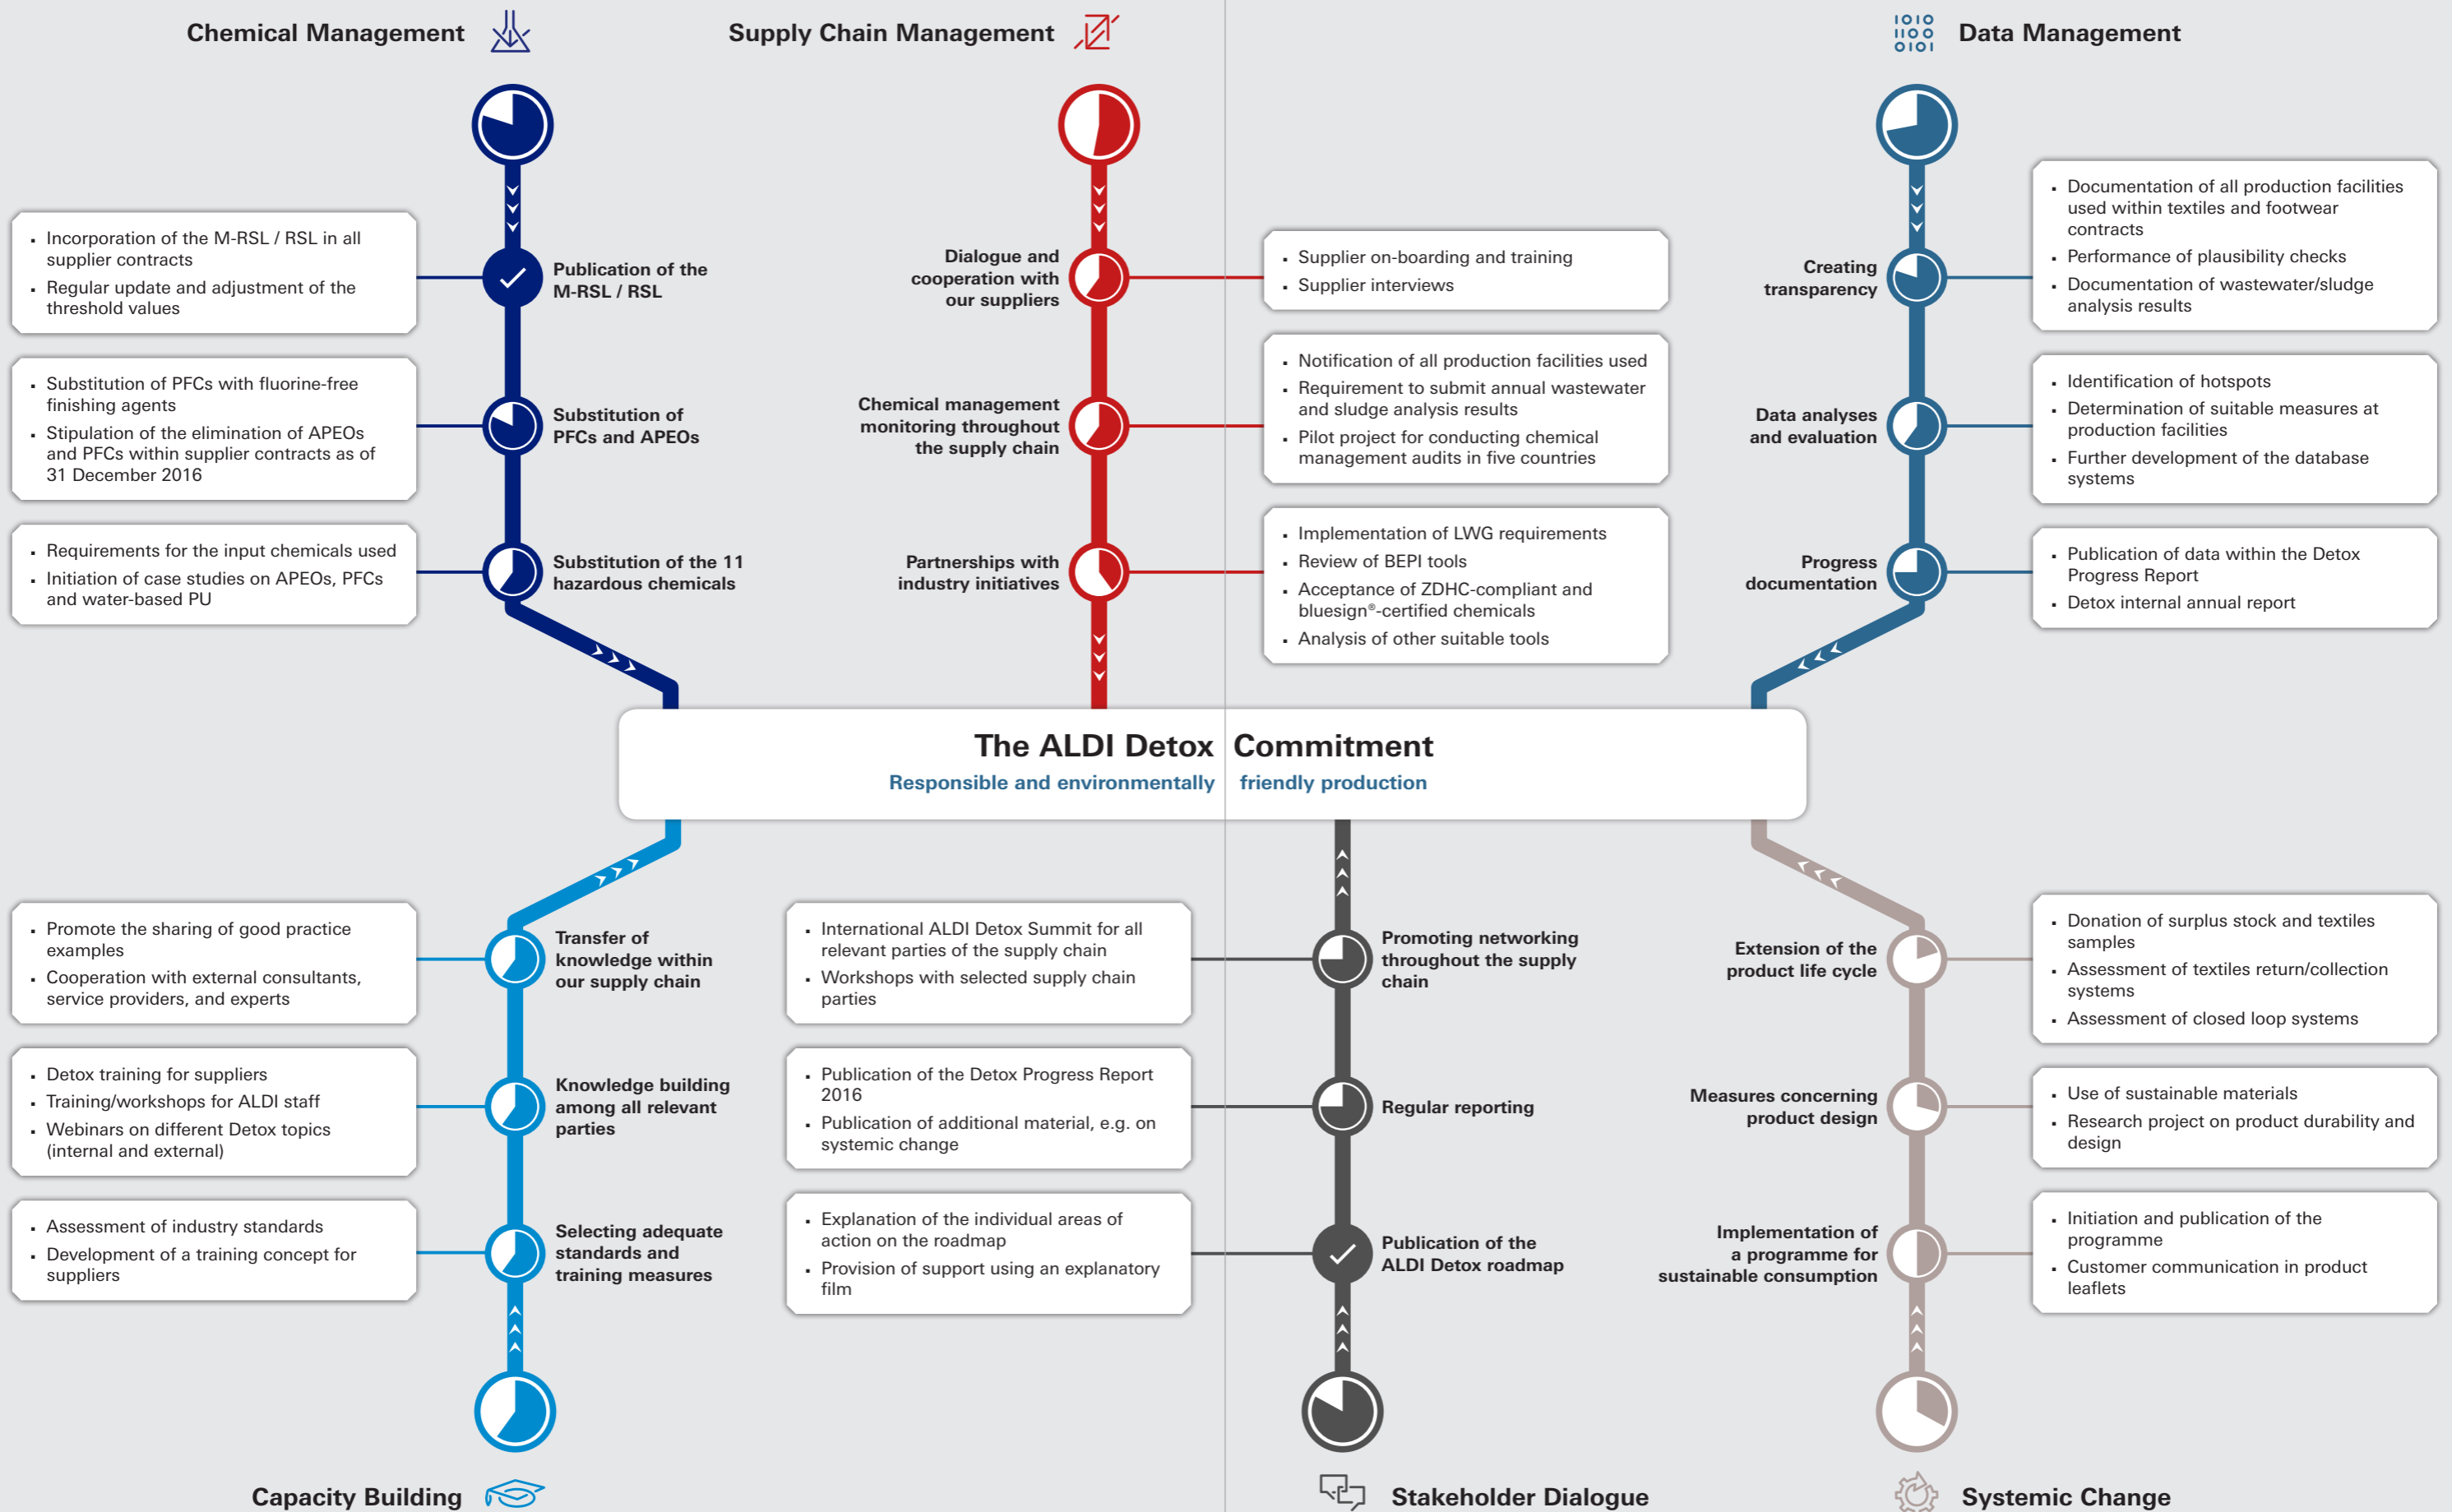 Chemical Management
Incorporation of the M-RSL / RSL in all
supplier contracts
Regular update and adjustment of the
threshold values
Publication of the
M-RSL / RSL
Substitution of PFCs with fluorine-free
finishing agents
Stipulation of the elimination of APEOs
and PFCs within supplier contracts as of
31 December 2016
Substitution of
PFCs and APEOs
Requirements for the input chemicals used
Initiation of case studies on APEOs, PFCs
and water-based PU
Substitution of the 11
hazardous chemicals
Supply Chain Management
Dialogue and
cooperation with
our suppliers
Supplier on-boarding and training
Supplier interviews
Chemical management
monitoring throughout
the supply chain
Notification of all production facilities used
Requirement to submit annual wastewater
and sludge analysis results
Pilot project for conducting chemical
management audits in five countries
Partnerships with
industry initiatives
Implementation of LWG requirements
Review of BEPI tools
Acceptance of ZDHC-compliant and
bluesign®-certified chemicals
Analysis of other suitable tools
IOIO
IIOO
OIOI
Data Management
Creating
transparency
Documentation of all production facilities
used within textiles and footwear
contracts
Performance of plausibility checks
Documentation of wastewater/sludge
analysis results
Data analyses
and evaluation
Identification of hotspots
Determination of suitable measures at
production facilities
Further development of the database
systems
Progress
documentation
Publication of data within the Detox
Progress Report
Detox internal annual report
The ALDI Detox Commitment
Responsible and environmentally friendly production
Promote the sharing of good practice
examples
Cooperation with external consultants,
service providers, and experts
Transfer of
knowledge within
our supply chain
Detox training for suppliers
Training/workshops for ALDI staff
Webinars on different Detox topics
(internal and external)
Knowledge building
among all relevant
parties
Assessment of industry standards
Development of a training concept for
suppliers
Selecting adequate
standards and
training measures
Capacity Building
International ALDI Detox Summit for all
relevant parties of the supply chain
Workshops with selected supply chain
parties
Promoting networking
throughout the supply
chain
Publication of the Detox Progress Report
2016
Publication of additional material, e.g. on
systemic change
Regular reporting
Explanation of the individual areas of
action on the roadmap
Provision of support using an explanatory
film
Publication of the
ALDI Detox roadmap
Stakeholder Dialogue
Extension of the
product life cycle
Donation of surplus stock and textiles
samples
Assessment of textiles return/collection
systems
Assessment of closed loop systems
Measures concerning
product design
Use of sustainable materials
Research project on product durability and
design
Implementation of
a programme for
sustainable consumption
Initiation and publication of the
programme
Customer communication in product
leaflets
Systemic Change